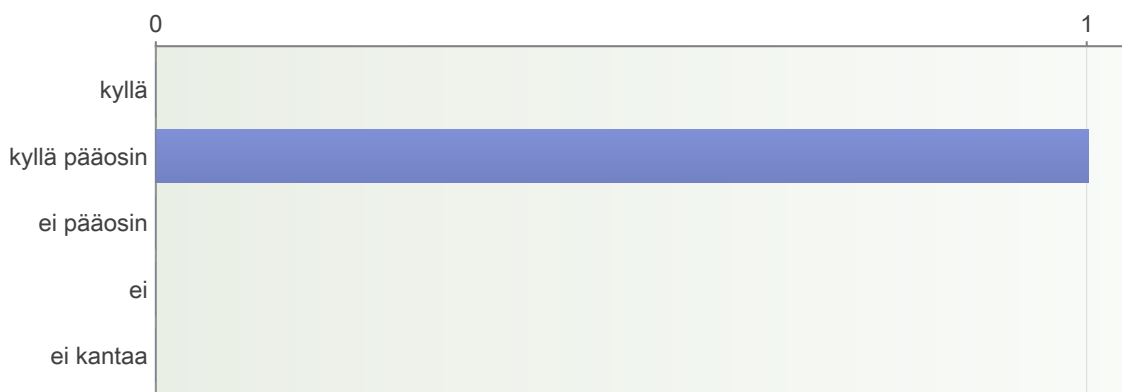 0 1
kyllä
kyllä pääosin
ei pääosin
ei
ei kantaa